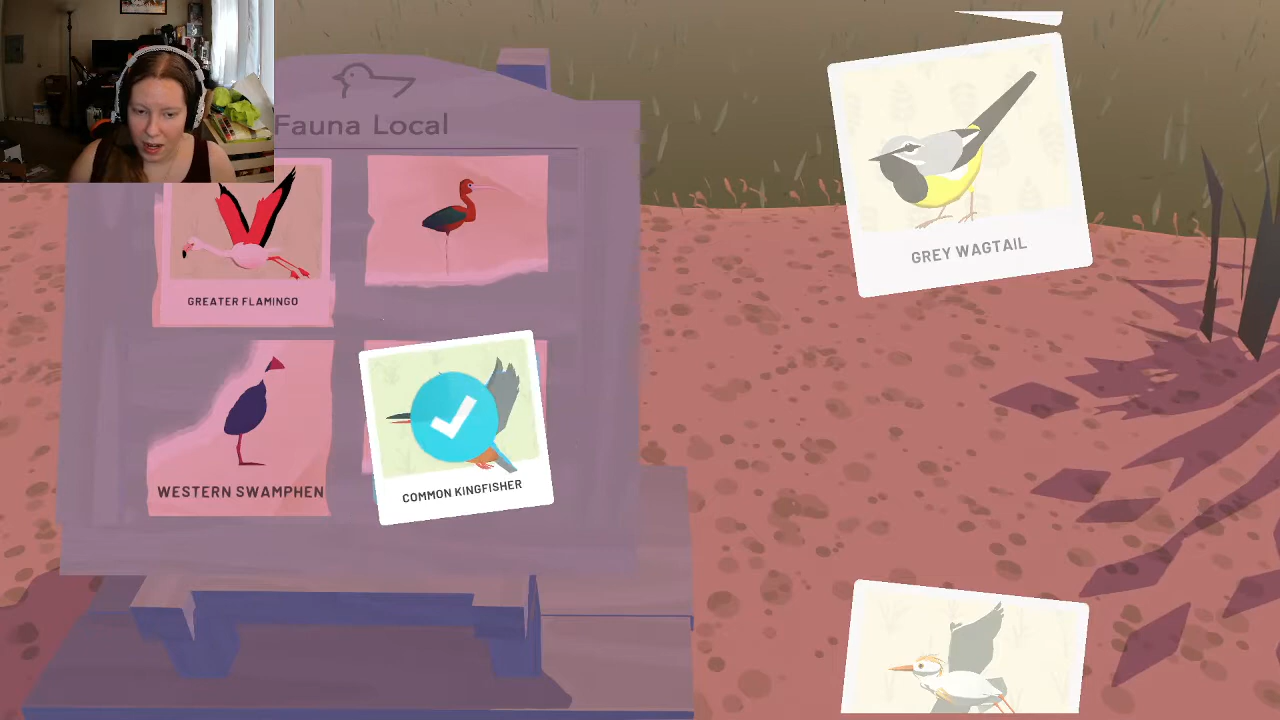 Fauna Local
GREY WAGTAIL
GREATER FLAMINGO
WESTERN SWAMPHEN
COMMON KINGFISHER